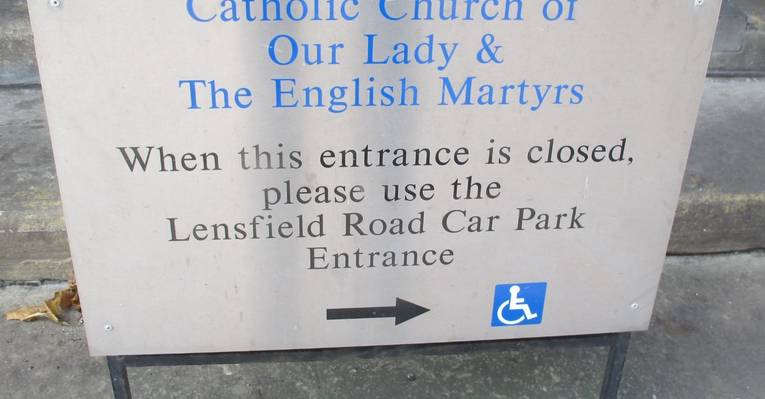 Catholic Church of
Our Lady &
The English Martyrs
When this entrance is closed,
please use the
Lensfield Road Car Park
Entrance